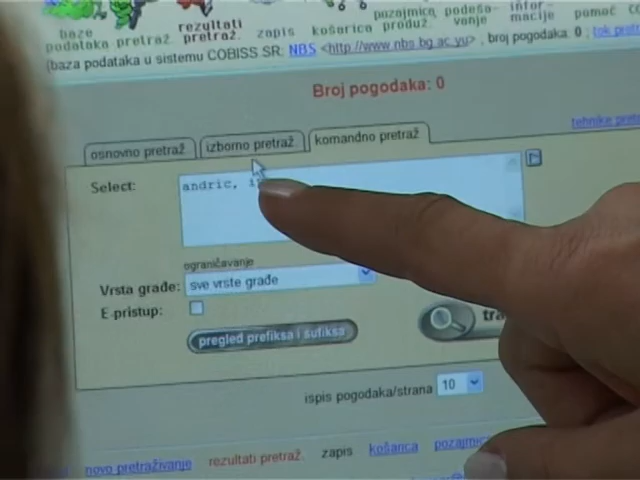 baze podataka pretraž. rezultati pretraž. zapis košarica pozajmica produž. podeša- vanje infor- macije pomoć
(baza podataka u sistemu COBISS SR: NBS <http://www.nbs.bg.ac.yu> , broj pogodaka: 0 , tok
Broj pogodaka: 0
tehnike
osnovno pretraž izborno pretraž komandno pretraž
Select: andric,
ograničavanje
Vrsta građe: sve vrste građe
E-pristup:
pregled prefiksa i sufiksa
tra
ispis pogodaka/strana 10
novo pretraživanje rezultati pretraž. zapis košarica pozajmic